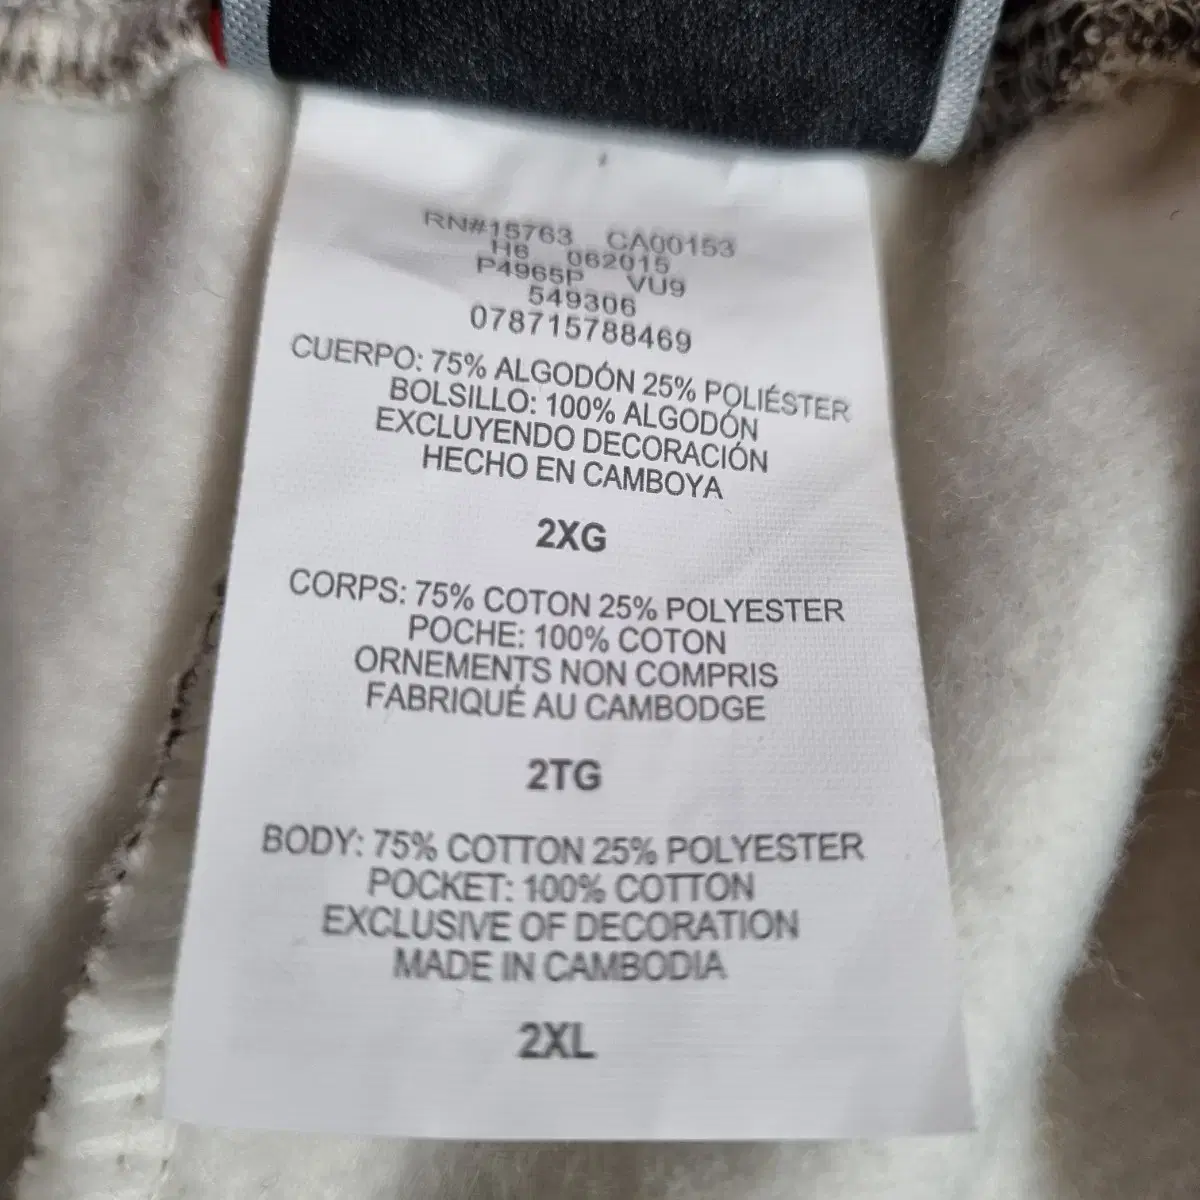 RN#15763 CA00153
H6 062015
P4965P VU9
549306
078715788469
CUERPO: 75% ALGODÓN 25% POLIÉSTER
BOLSILLO: 100% ALGODÓN
EXCLUYENDO DECORACIÓN
HECHO EN CAMBOYA
2XG
CORPS: 75% COTON 25% POLYESTER
POCHE: 100% COTON
ORNEMENTS NON COMPRIS
FABRIQUÉ AU CAMBODGE
2TG
BODY: 75% COTTON 25% POLYESTER
POCKET: 100% COTTON
EXCLUSIVE OF DECORATION
MADE IN CAMBODIA
2XL